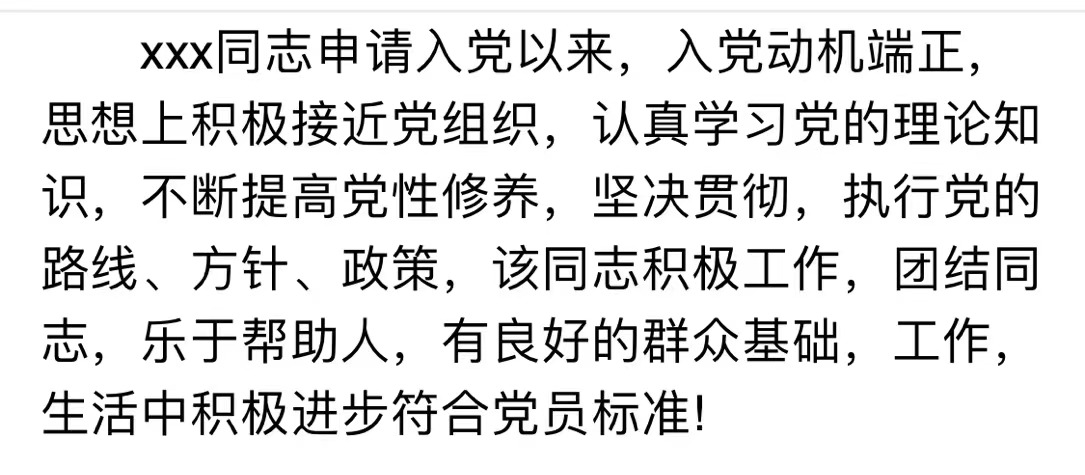 xxx同志申请入党以来，入党动机端正，
思想上积极接近党组织，认真学习党的理论知
识，不断提高党性修养，坚决贯彻，执行党的
路线、方针、政策，该同志积极工作，团结同
志，乐于帮助人，有良好的群众基础，工作，
生活中积极进步符合党员标准!